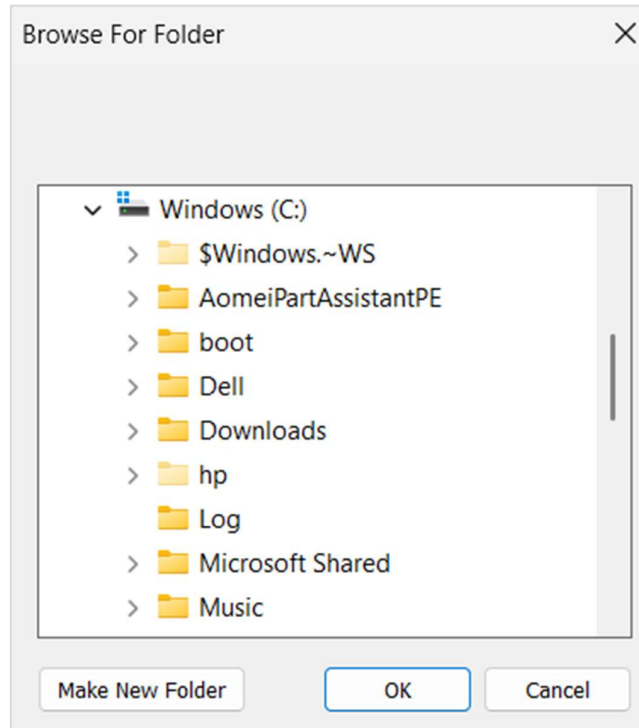 Browse For Folder
Windows (C:)
$Windows.~WS
AomeiPartAssistantPE
boot
Dell
Downloads
hp
Log
Microsoft Shared
Music
Make New Folder OK Cancel